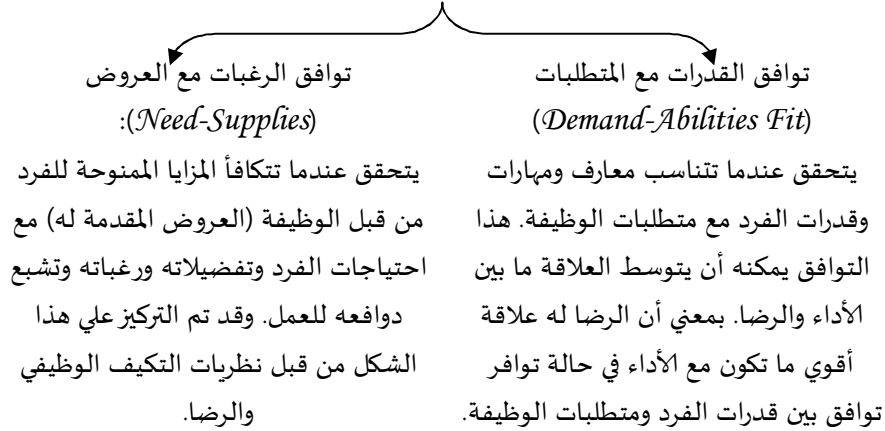 توافق القدرات مع المتطلبات
(Demand-Abilities Fit)
يتحقق عندما تتناسب معارف ومهارات
وقدرات الفرد مع متطلبات الوظيفة. هذا
التوافق يمكنه أن يتوسط العلاقة ما بين
الأداء والرضا. بمعني أن الرضا له علاقة
أقوي ما تكون مع الأداء في حالة توافر
توافق بين قدرات الفرد ومتطلبات الوظيفة.
توافق الرغبات مع العروض
(Need-Supplies):
يتحقق عندما تتكافأ المزايا الممنوحة للفرد
من قبل الوظيفة (العروض المقدمة له) مع
احتياجات الفرد وتفضيلاته ورغباته وتشبع
دوافعه للعمل. وقد تم التركيز علي هذا
الشكل من قبل نظريات التكيف الوظيفي
والرضا.